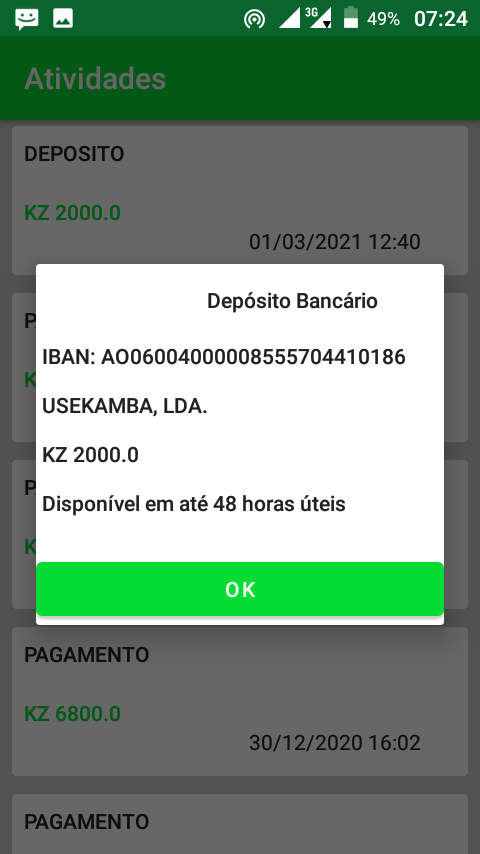 3G 49% 07:24
Atividades
DEPOSITO
KZ 2000.0
01/03/2021 12:40
Depósito Bancário
IBAN: AO06004000008555704410186
USEKAMBA, LDA.
KZ 2000.0
Disponível em até 48 horas úteis
OK
PAGAMENTO
KZ 6800.0
30/12/2020 16:02
PAGAMENTO